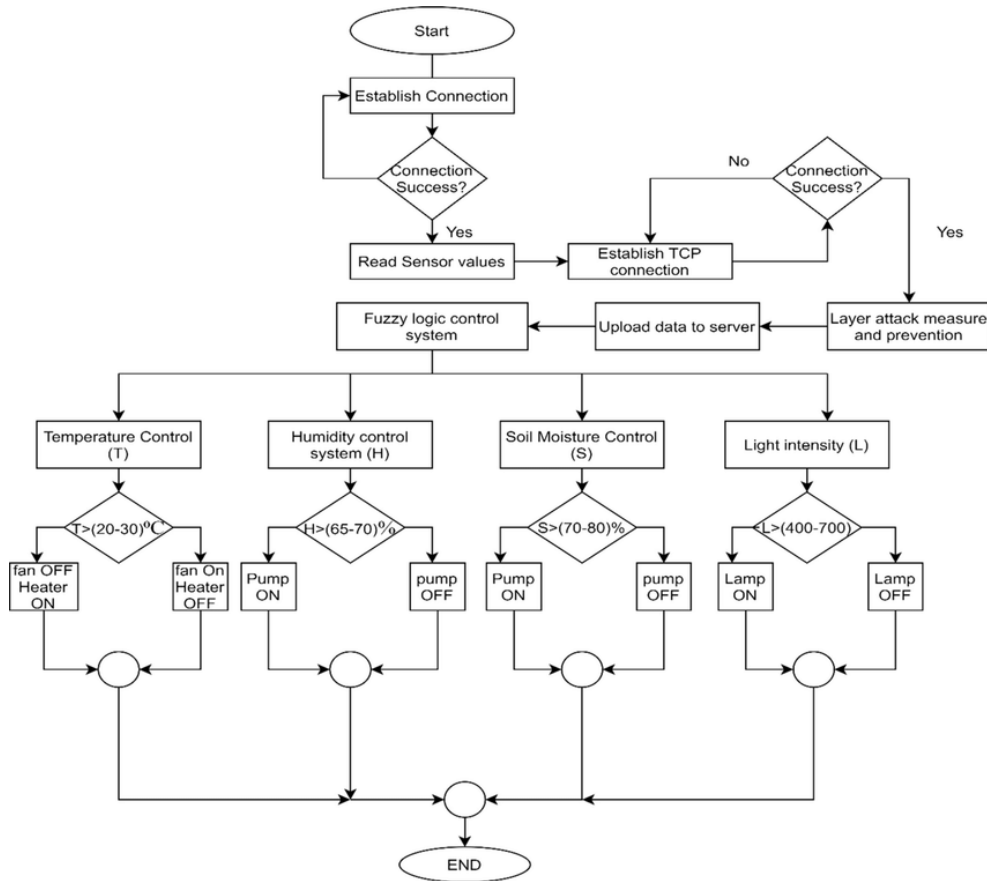 Start
Establish Connection
Connection
Success?
Yes
Read Sensor values
Establish TCP
connection
No
Connection
Success?
Yes
Layer attack measure
and prevention
Upload data to server
Fuzzy logic control
system
Temperature Control
(T)
Humidity control
system (H)
Soil Moisture Control
(S)
Light intensity (L)
T>(20-30)ºC
H>(65-70)%
S>(70-80)%
<L>(400-700)
fan OFF
Heater
ON
fan On
Heater
OFF
Pump
ON
pump
OFF
Pump
ON
pump
OFF
Lamp
ON
Lamp
OFF
END